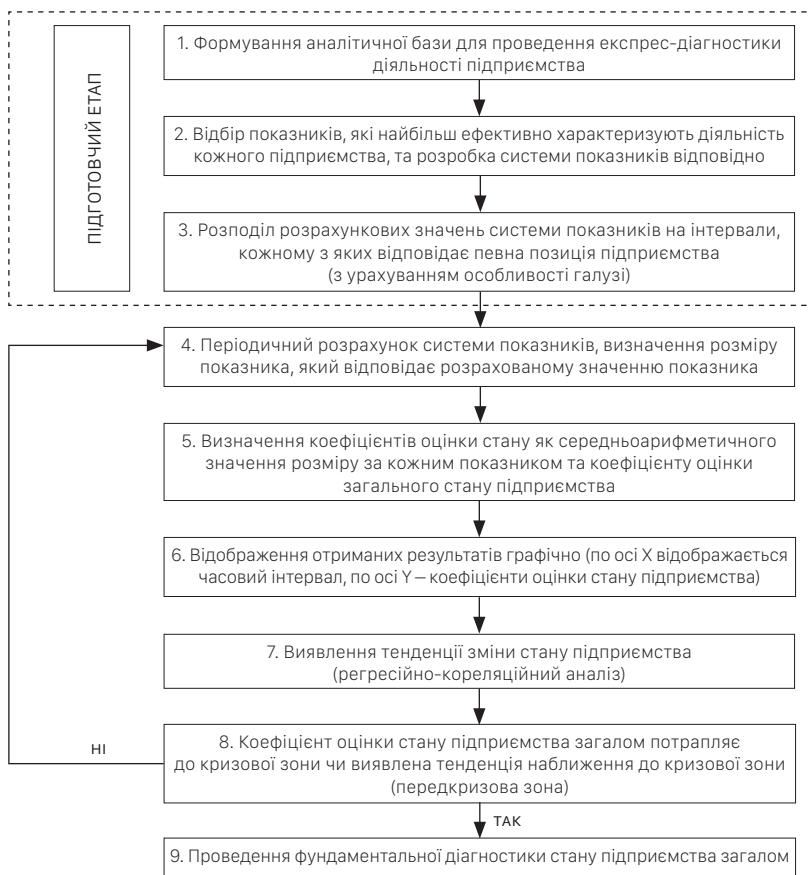 ПІДГОТОВЧИЙ ЕТАП
1. Формування аналітичної бази для проведення експрес-діагностики
діяльності підприємства
2. Відбір показників, які найбільш ефективно характеризують діяльність
кожного підприємства, та розробка системи показників відповідно
3. Розподіл розрахункових значень системи показників на інтервали,
кожному з яких відповідає певна позиція підприємства
(з урахуванням особливості галузі)
4. Періодичний розрахунок системи показників, визначення розміру
показника, який відповідає розрахованому значенню показника
5. Визначення коефіцієнтів оцінки стану як середньоарифметичного
значення розміру за кожним показником та коефіцієнту оцінки
загального стану підприємства
6. Відображення отриманих результатів графічно (по осі X відображається
часовий інтервал, по осі Y – коефіцієнти оцінки стану підприємства)
7. Виявлення тенденції зміни стану підприємства
(регресійно-кореляційний аналіз)
8. Коефіцієнт оцінки стану підприємства загалом потрапляє
до кризової зони чи виявлена тенденція наближення до кризової зони
(передкризова зона)
НІ
ТАК
9. Проведення фундаментальної діагностики стану підприємства загалом